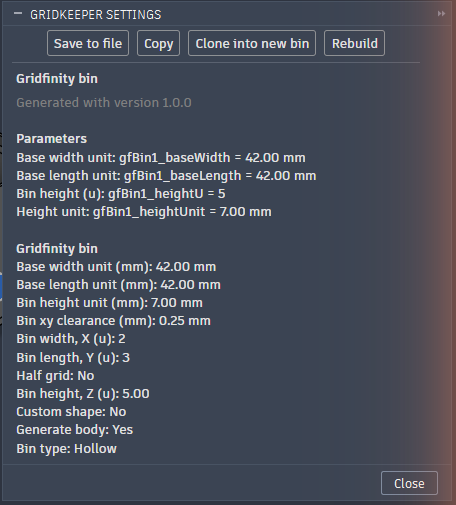 GRIDKEEPER SETTINGS
Save to file Copy Clone into new bin Rebuild
Gridfinity bin
Generated with version 1.0.0
Parameters
Base width unit: gfBin1_baseWidth = 42.00 mm
Base length unit: gfBin1_baseLength = 42.00 mm
Bin height (u): gfBin1_heightU = 5
Height unit: gfBin1_heightUnit = 7.00 mm
Gridfinity bin
Base width unit (mm): 42.00 mm
Base length unit (mm): 42.00 mm
Bin height unit (mm): 7.00 mm
Bin xy clearance (mm): 0.25 mm
Bin width, X (u): 2
Bin length, Y (u): 3
Half grid: No
Bin height, Z (u): 5.00
Custom shape: No
Generate body: Yes
Bin type: Hollow
Close